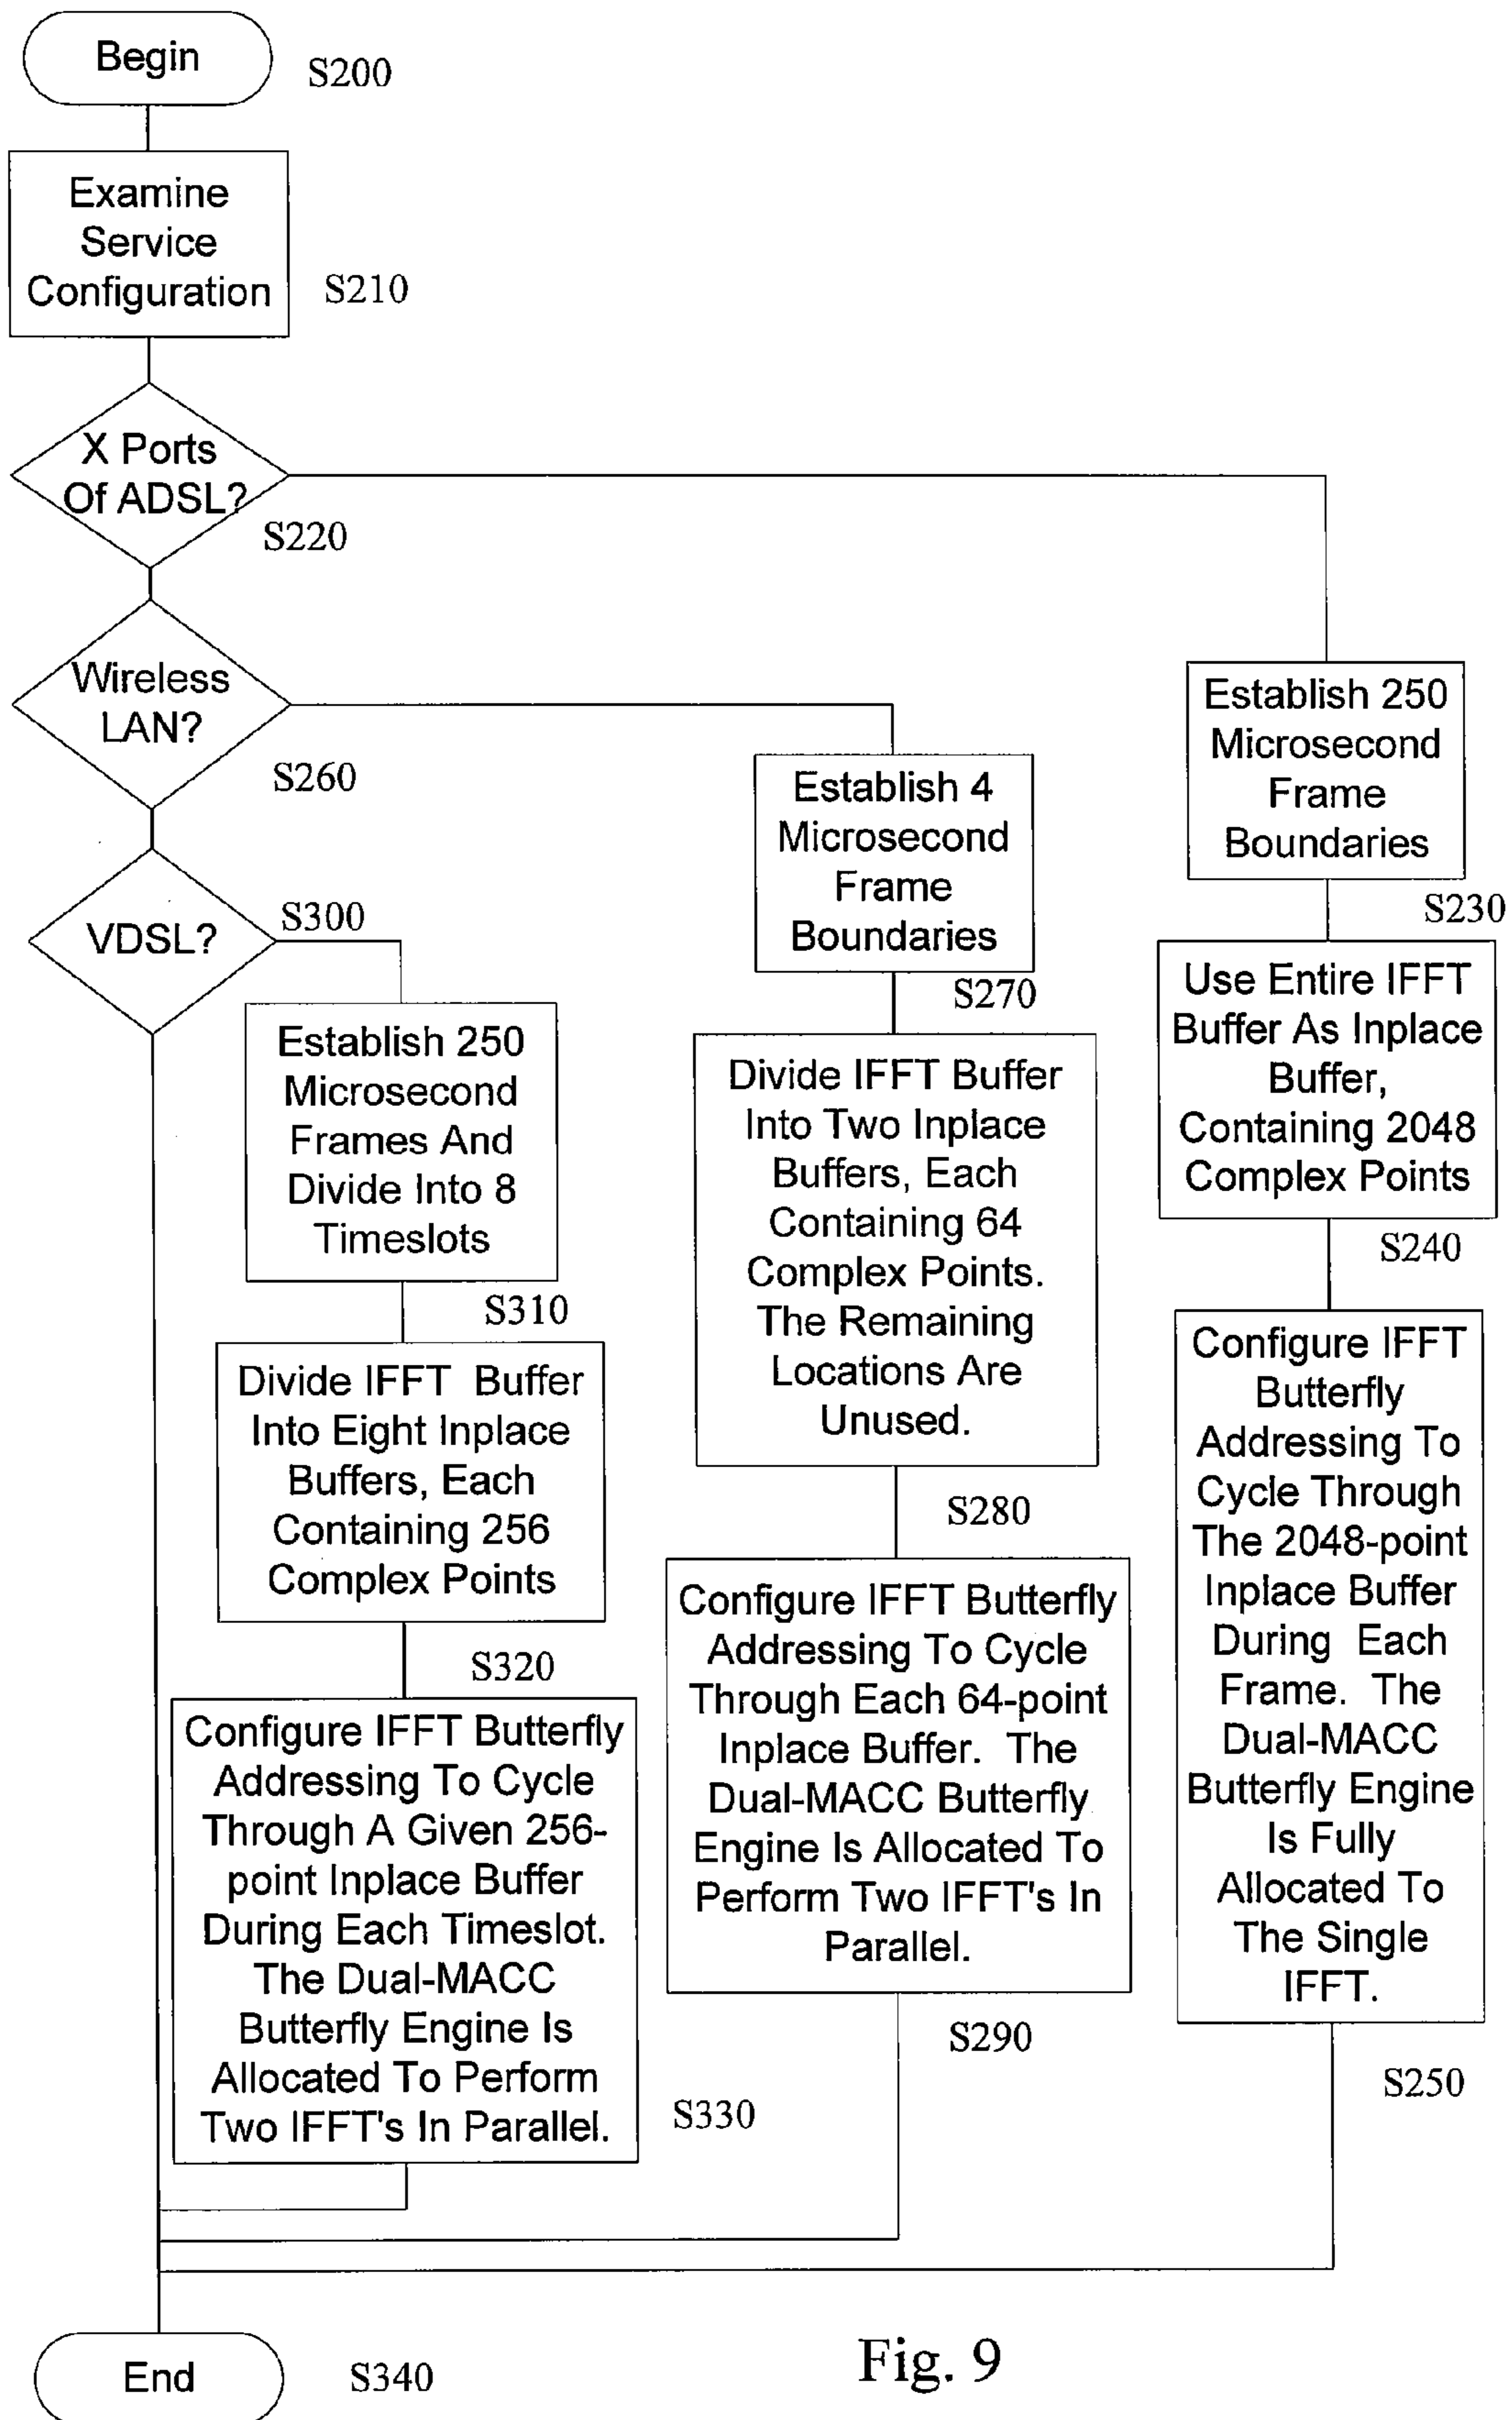 Begin
S200
Examine
Service
Configuration
S210
X Ports
Of ADSL?
S220
Wireless
LAN?
S260
VDSL?
S300
Establish 250
Microsecond
Frames And
Divide Into 8
Timeslots
S310
Divide IFFT Buffer
Into Eight Inplace
Buffers, Each
Containing 256
Complex Points
S320
Configure IFFT Butterfly
Addressing To Cycle
Through A Given 256-
point Inplace Buffer
During Each Timeslot.
The Dual-MACC
Butterfly Engine Is
Allocated To Perform
Two IFFT's In Parallel.
S330
Establish 4
Microsecond
Frame
Boundaries
S270
Divide IFFT Buffer
Into Two Inplace
Buffers, Each
Containing 64
Complex Points.
The Remaining
Locations Are
Unused.
S280
Configure IFFT Butterfly
Addressing To Cycle
Through Each 64-point
Inplace Buffer. The
Dual-MACC Butterfly
Engine Is Allocated To
Perform Two IFFT's In
Parallel.
S290
Establish 250
Microsecond
Frame
Boundaries
S230
Use Entire IFFT
Buffer As Inplace
Buffer,
Containing 2048
Complex Points
S240
Configure IFFT
Butterfly
Addressing To
Cycle Through
The 2048-point
Inplace Buffer
During Each
Frame. The
Dual-MACC
Butterfly Engine
Is Fully
Allocated To
The Single
IFFT.
S250
End
S340
Fig. 9